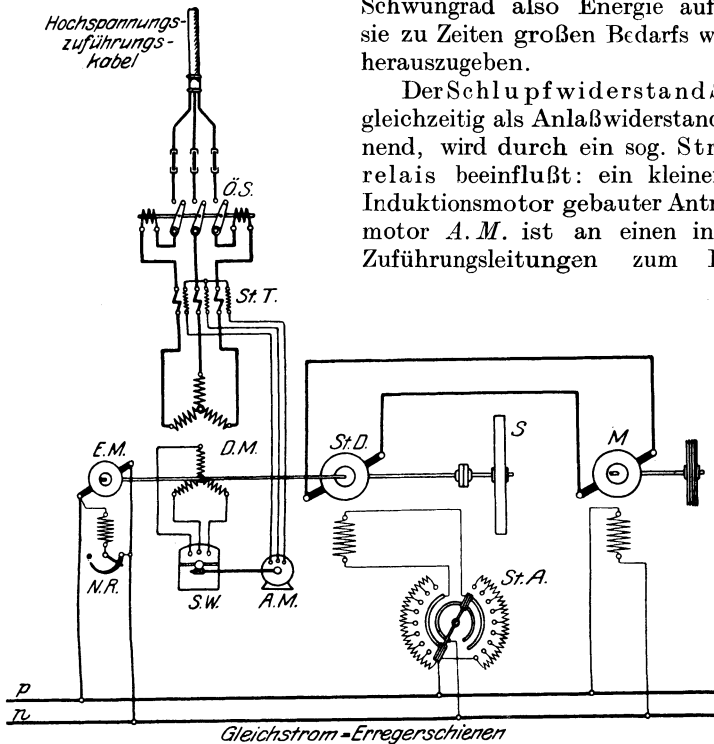 Schwungrad also Energie auf
sie zu Zeiten großen Bedarfs w
herauszugeben.
Der Schlupfwiderstand
gleichzeitig als Anlaßwiderstand
nend, wird durch ein sog. Str
relais beeinflußt: ein kleine
Induktionsmotor gebauter Antr
motor A. M. ist an einen in
Zuführungsleitungen zum
Hochspannungs-
zuführungs-
kabel
Ö.S.
St.T.
E.M.
D.M.
St.D.
S
M
N.R.
S.W.
A.M.
St.A.
p
n
Gleichstrom=Erregerschienen